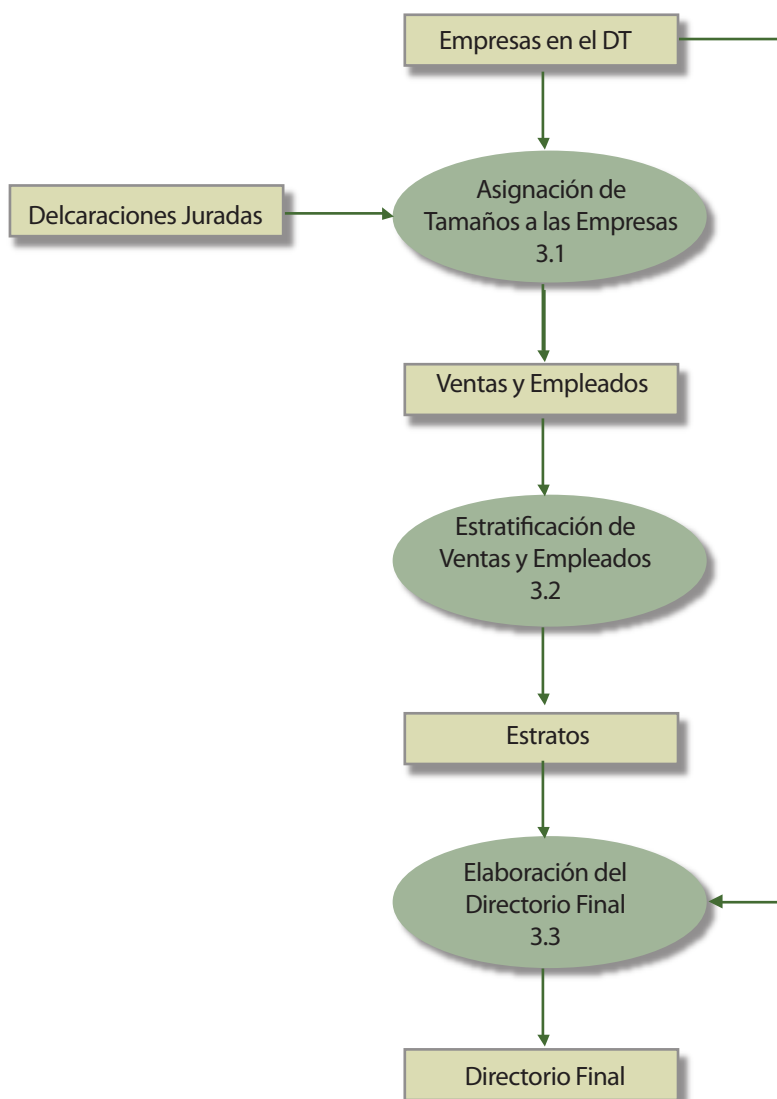 Empresas en el DT
Asignación de
Tamaños a las Empresas
3.1
Delcaraciones Juradas
Ventas y Empleados
Estratificación de
Ventas y Empleados
3.2
Estratos
Elaboración del
Directorio Final
3.3
Directorio Final